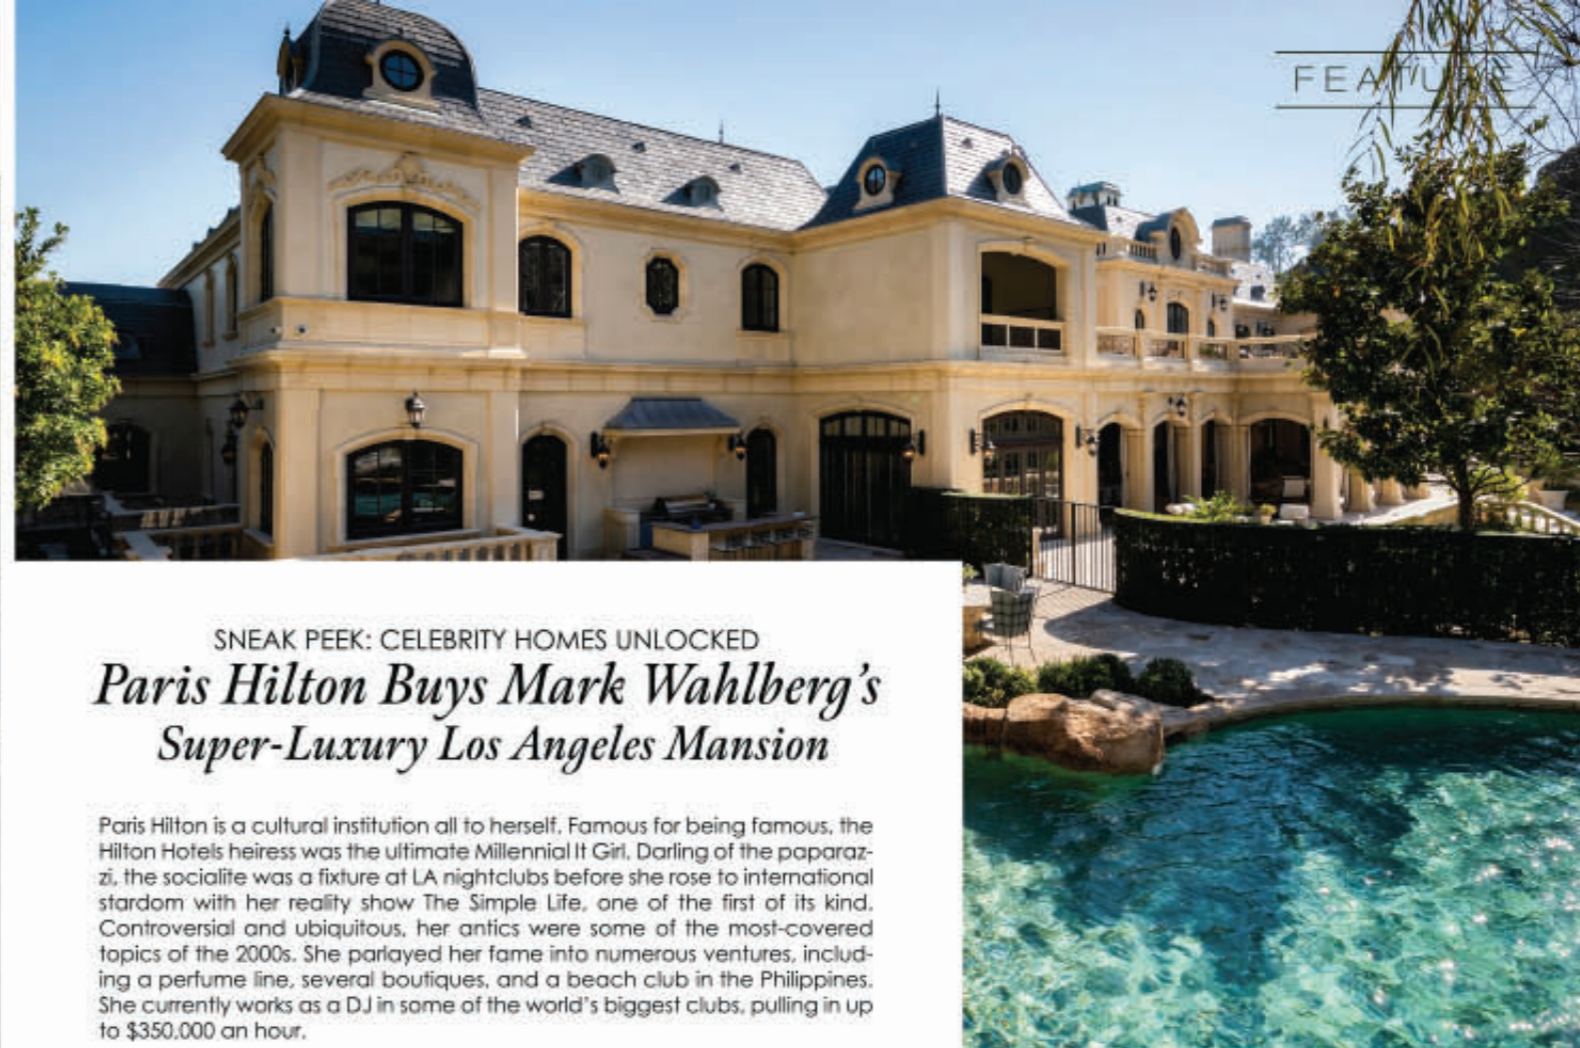 FEATURE
SNEAK PEEK: CELEBRITY HOMES UNLOCKED
Paris Hilton Buys Mark Wahlberg's
Super-Luxury Los Angeles Mansion
Paris Hilton is a cultural institution all to herself. Famous for being famous, the
Hilton Hotels heiress was the ultimate Millennial It Girl. Darling of the paparaz-
zi, the socialite was a fixture at LA nightclubs before she rose to international
stardom with her reality show The Simple Life, one of the first of its kind.
Controversial and ubiquitous, her antics were some of the most-covered
topics of the 2000s. She parlayed her fame into numerous ventures, includ-
ing a perfume line, several boutiques, and a beach club in the Philippines.
She currently works as a DJ in some of the world's biggest clubs, pulling in up
to $350,000 an hour.